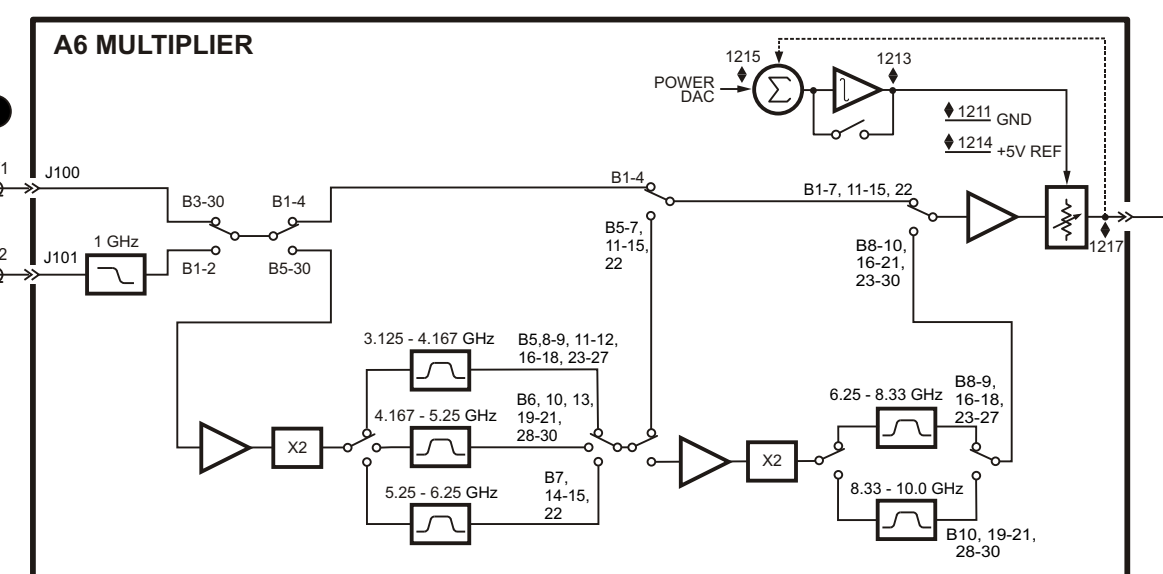 A6 MULTIPLIER
1215
1213
POWER
DAC
Σ
1211 GND
1214 +5V REF
1
J100
B3-30
B1-4
B1-4
B1-7, 11-15, 22
1 GHz
2
J101
B1-2
B5-30
B5-7,
11-15,
22
B8-10,
16-21,
23-30
1217
3.125 - 4.167 GHz
B5,8-9, 11-12,
16-18, 23-27
4.167 - 5.25 GHz
B6, 10, 13,
19-21,
28-30
6.25 - 8.33 GHz
B8-9,
16-18,
23-27
X2
X2
5.25 - 6.25 GHz
B7,
14-15,
22
8.33 - 10.0 GHz
B10, 19-21,
28-30